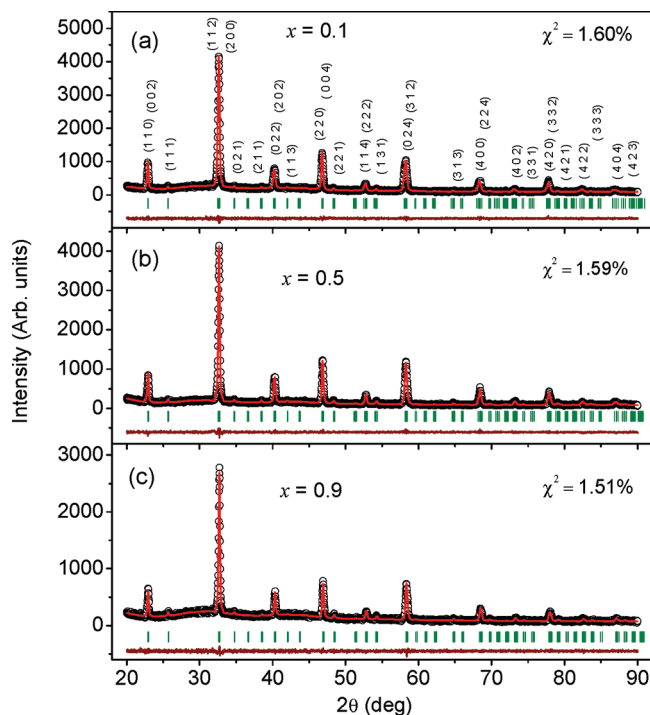 (a)
x = 0.1
χ² = 1.60%
5000
4000
3000
2000
1000
0
(1 1 0)
(0 0 2)
(1 1 1)
(1 1 2)
(2 0 0)
(0 2 1)
(2 1 1)
(0 2 2)
(2 0 2)
(1 1 3)
(2 2 0)
(0 0 4)
(2 2 1)
(1 1 4)
(2 2 2)
(1 3 1)
(0 2 4)
(3 1 2)
(3 1 3)
(4 0 0)
(2 2 4)
(4 0 2)
(3 3 1)
(4 2 0)
(3 3 2)
(4 2 1)
(4 2 2)
(3 3 3)
(4 0 4)
(4 2 3)
(b)
x = 0.5
χ² = 1.59%
4000
3000
2000
1000
0
Intensity (Arb. units)
(c)
x = 0.9
χ² = 1.51%
3000
2000
1000
0
20 30 40 50 60 70 80 90
2θ (deg)